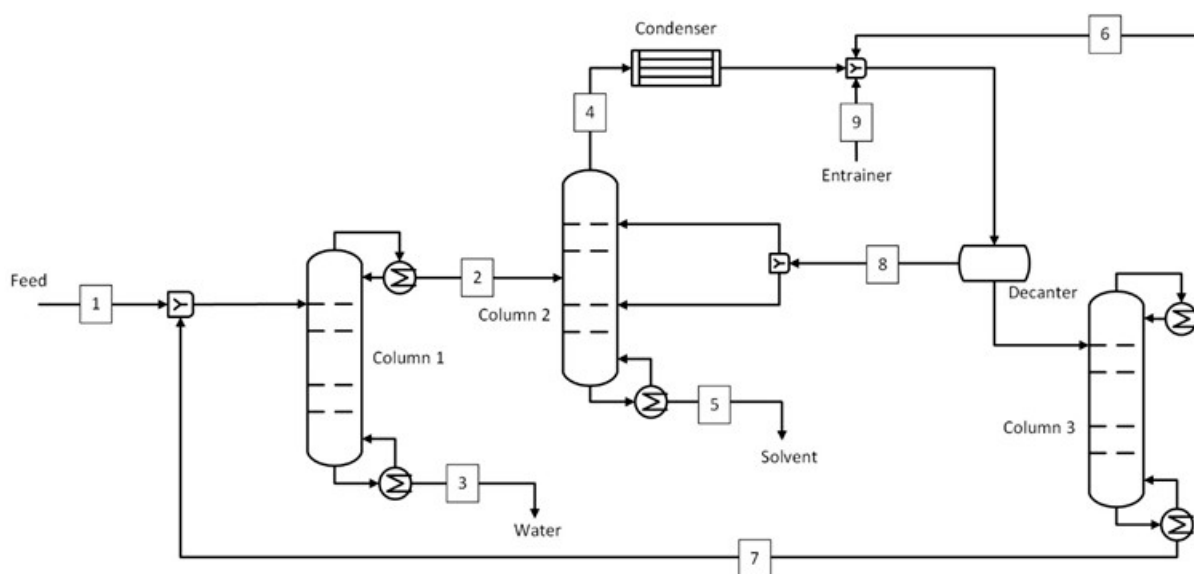 Condenser
6
4
9
Entrainer
Feed
1
2
8
Decanter
Column 2
Column 1
5
Solvent
Column 3
3
Water
7